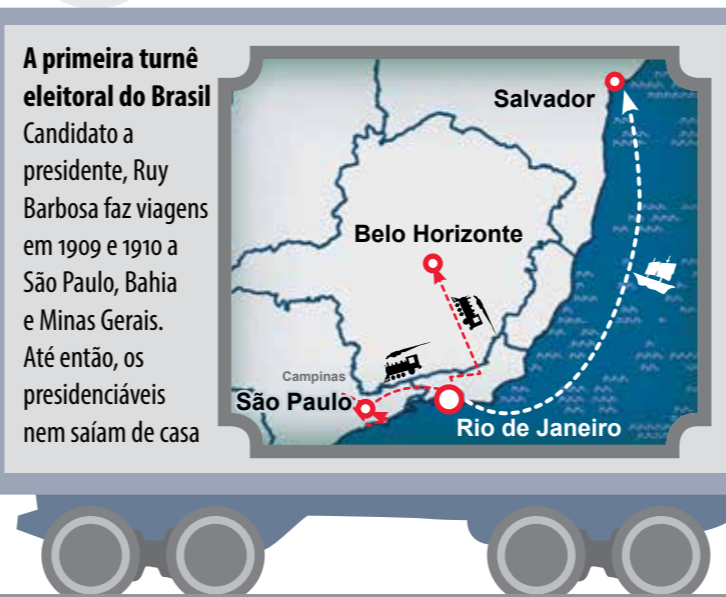 A primeira turnê
eleitoral do Brasil
Candidato a
presidente, Ruy
Barbosa faz viagens
em 1909 e 1910 a
São Paulo, Bahia
e Minas Gerais.
Até então, os
presidenciáveis
nem saíam de casa
Salvador
Belo Horizonte
Campinas
São Paulo
Rio de Janeiro